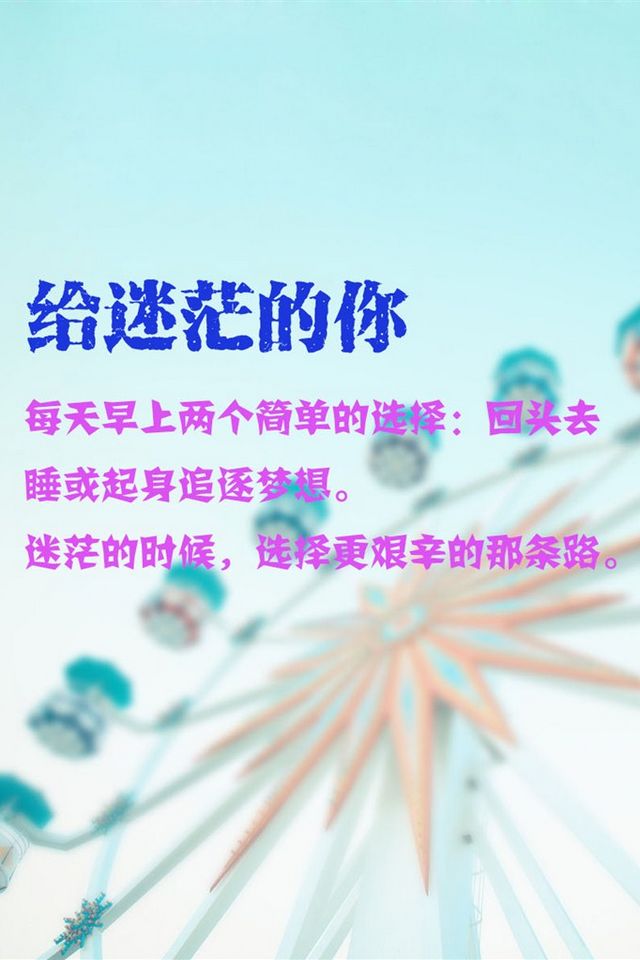 给迷茫的你
每天早上两个简单的选择：回头去
睡或起身追逐梦想。
迷茫的时候，选择更艰辛的那条路。